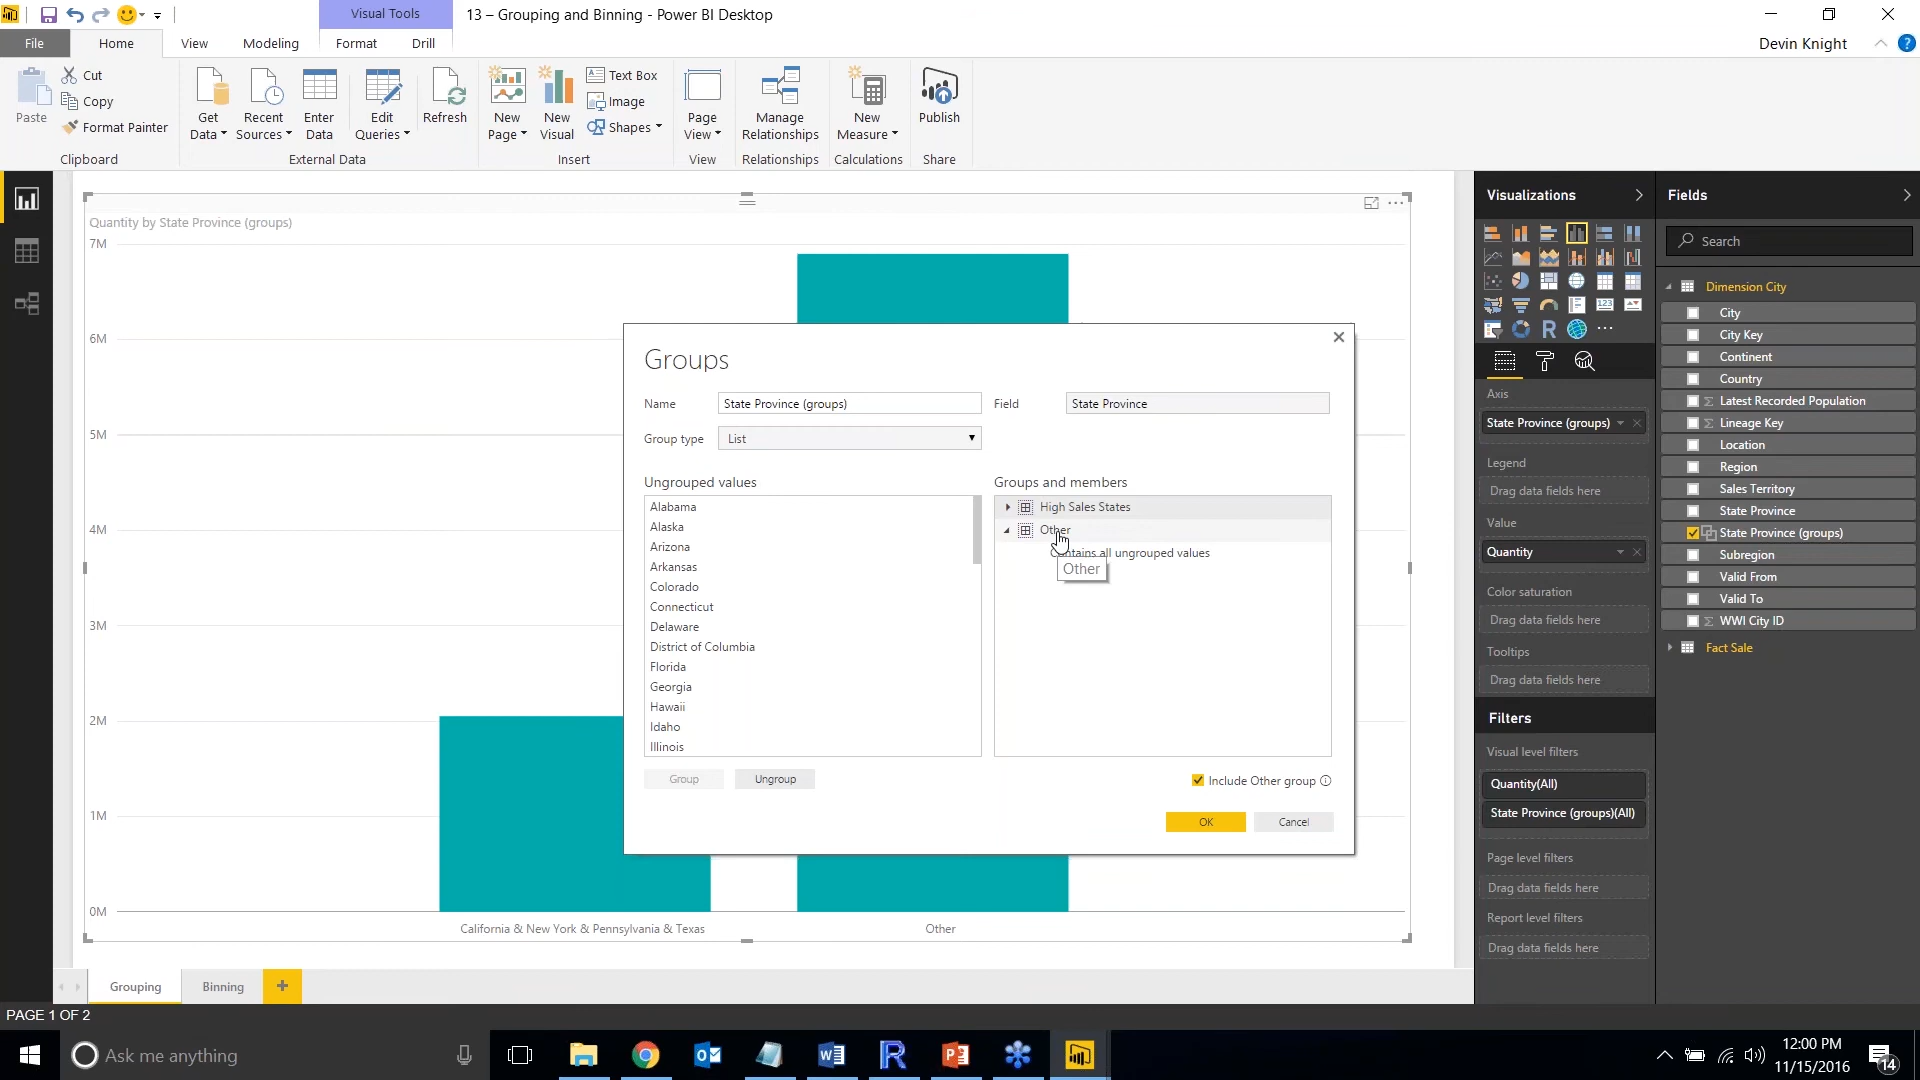 Visual Tools
13 – Grouping and Binning - Power BI Desktop
File
Home
View
Modeling
Format
Drill
Devin Knight
Paste
Cut
Copy
Format Painter
Clipboard
Get Data
Recent Sources
Enter Data
Edit Queries
Refresh
External Data
New Page
New Visual
Text Box
Image
Shapes
Insert
Page View
View
Manage Relationships
Relationships
New Measure
Calculations
Publish
Share
Quantity by State Province (groups)
7M
6M
5M
4M
3M
2M
1M
0M
California & New York & Pennsylvania & Texas
Other
Groups
Name
State Province (groups)
Field
State Province
Group type
List
Ungrouped values
Alabama
Alaska
Arizona
Arkansas
Colorado
Connecticut
Delaware
District of Columbia
Florida
Georgia
Hawaii
Idaho
Illinois
Group
Ungroup
Groups and members
High Sales States
Other
Contains all ungrouped values
Other
Include Other group
OK
Cancel
Visualizations
R
123
Axis
State Province (groups)
Legend
Drag data fields here
Value
Quantity
Color saturation
Drag data fields here
Tooltips
Drag data fields here
Filters
Visual level filters
Quantity(All)
State Province (groups)(All)
Page level filters
Drag data fields here
Report level filters
Drag data fields here
Fields
Search
Dimension City
City
City Key
Continent
Country
Σ Latest Recorded Population
Σ Lineage Key
Location
Region
Sales Territory
State Province
State Province (groups)
Subregion
Valid From
Valid To
Σ WWI City ID
Fact Sale
Grouping
Binning
+
PAGE 1 OF 2
Ask me anything
12:00 PM
11/15/2016
14